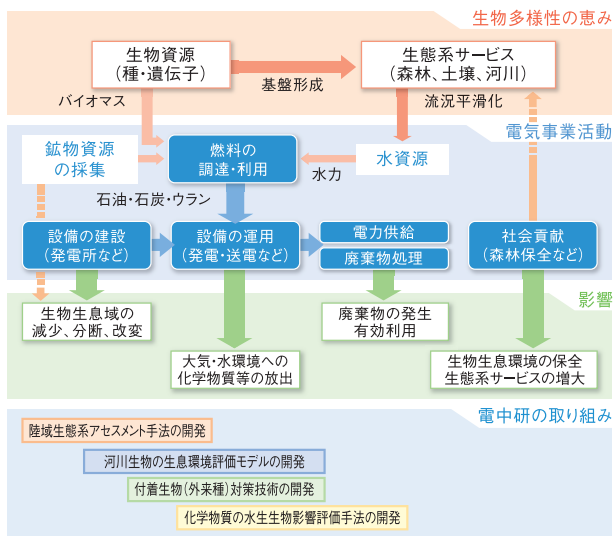 生物多様性の恵み
生物資源
(種・遺伝子)
生態系サービス
(森林、土壌、河川)
基盤形成
バイオマス
流況平滑化
電気事業活動
鉱物資源
の採集
燃料の
調達・利用
水資源
水力
石油・石炭・ウラン
設備の建設
(発電所など)
設備の運用
(発電・送電など)
電力供給
廃棄物処理
社会貢献
(森林保全など)
影響
生物生息域の
減少、分断、改変
廃棄物の発生
有効利用
大気・水環境への
化学物質等の放出
生物生息環境の保全
生態系サービスの増大
電中研の取り組み
陸域生態系アセスメント手法の開発
河川生物の生息環境評価モデルの開発
付着生物(外来種)対策技術の開発
化学物質の水生生物影響評価手法の開発